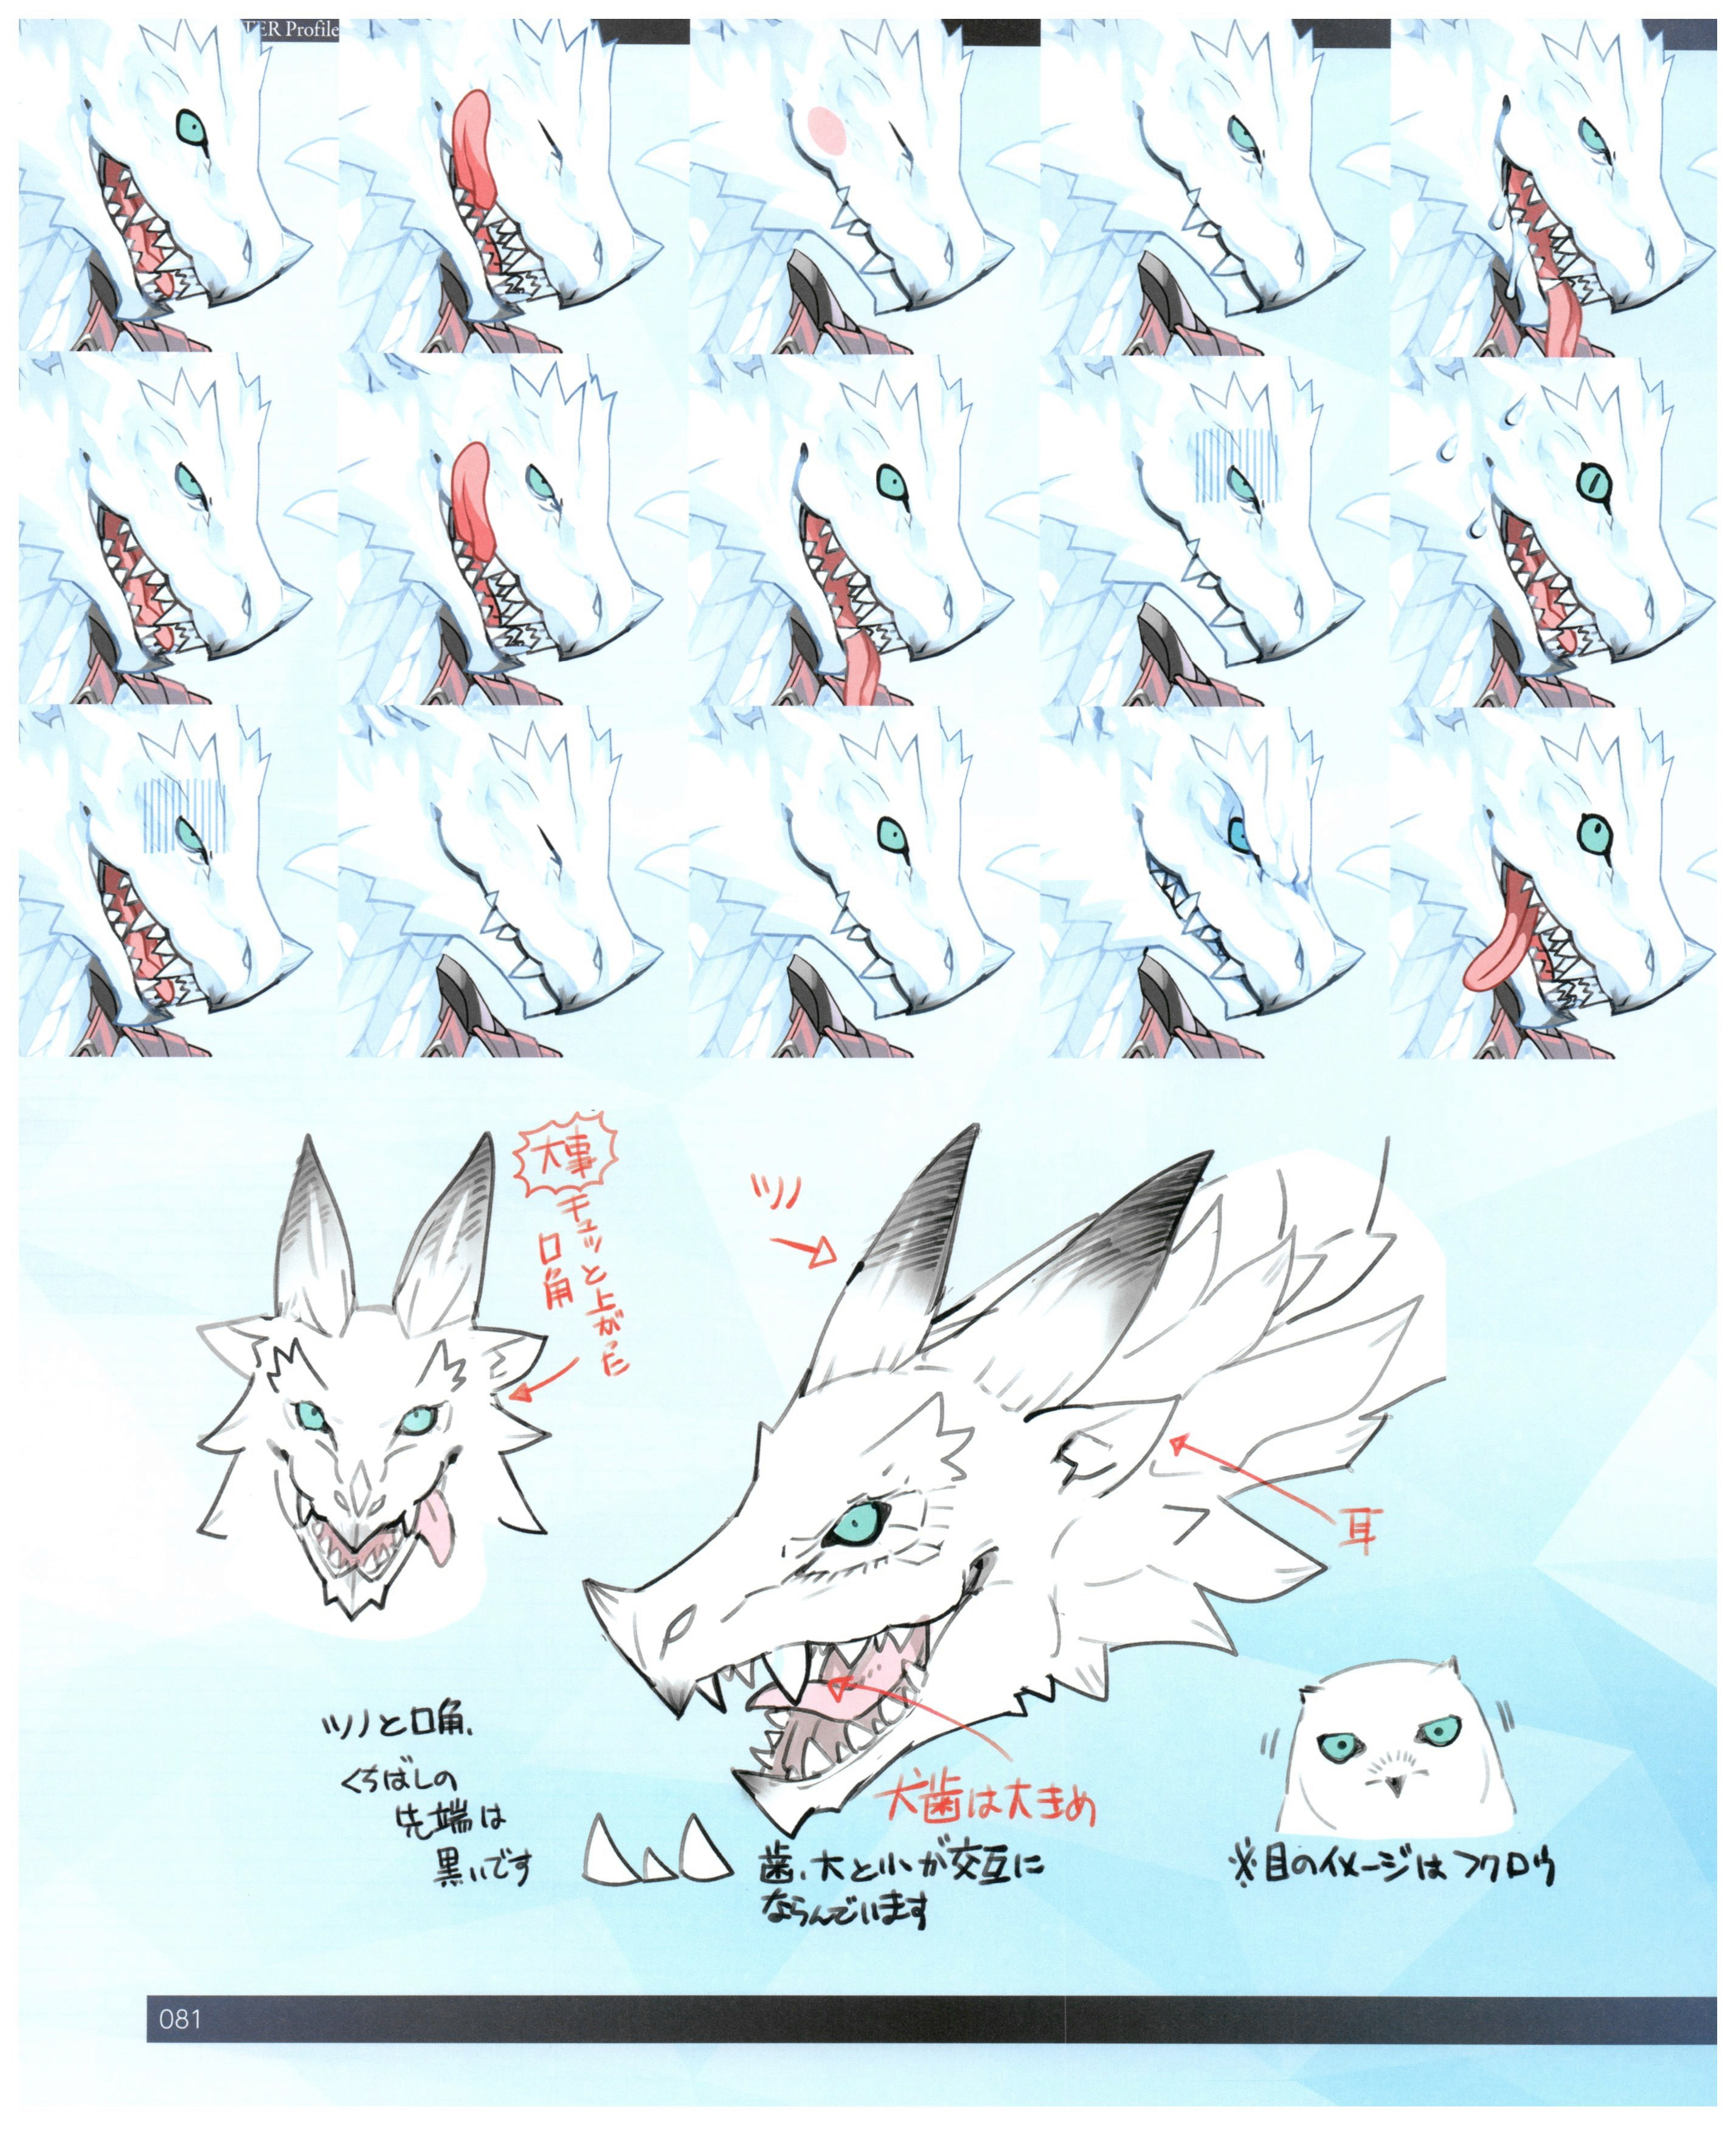 TER Profile
大事
キュッと上がった
口角
ツノ
耳
ツノと口角、
くちばしの
先端は
黒いです
犬歯は大きめ
歯、大と小が交互に
ならんでいます
※目のイメージはフクロウ
081